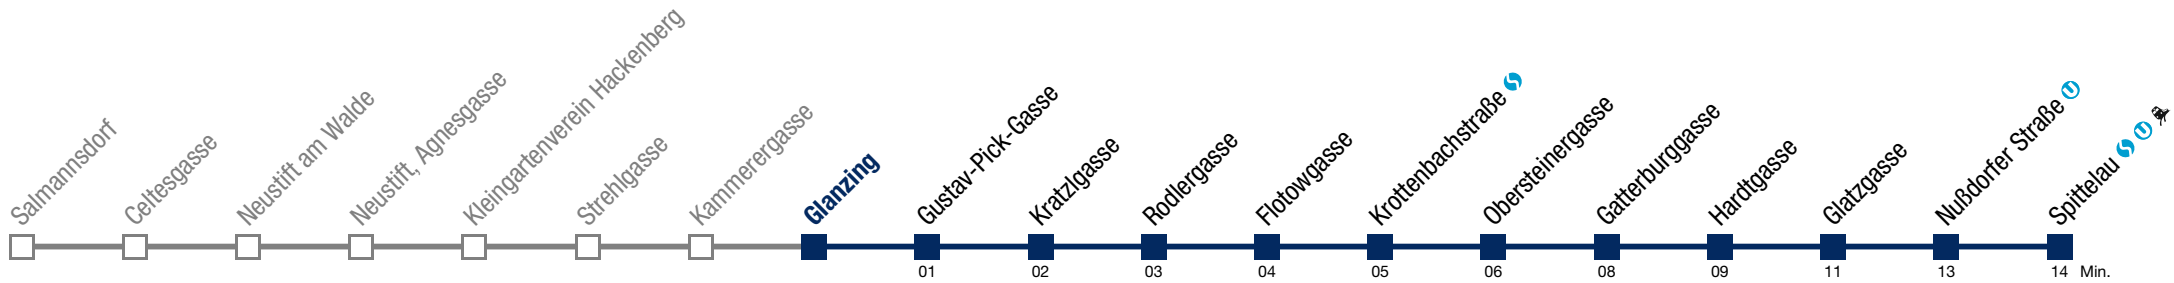 Salmannsdorf
Celtesgasse
Neustift am Walde
Neustift, Agnesgasse
Kleingartenverein Hackenberg
Strehlgasse
Kammerergasse
Glanzing
Gustav-Pick-Gasse
Kratzlgasse
Rodlergasse
Flotowgasse
Krottenbachstraße S
Obersteinergasse
Gatterburggasse
Hardtgasse
Glatzgasse
Nußdorfer Straße U
Spittelau S U
01 02 03 04 05 06 08 09 11 13 14 Min.